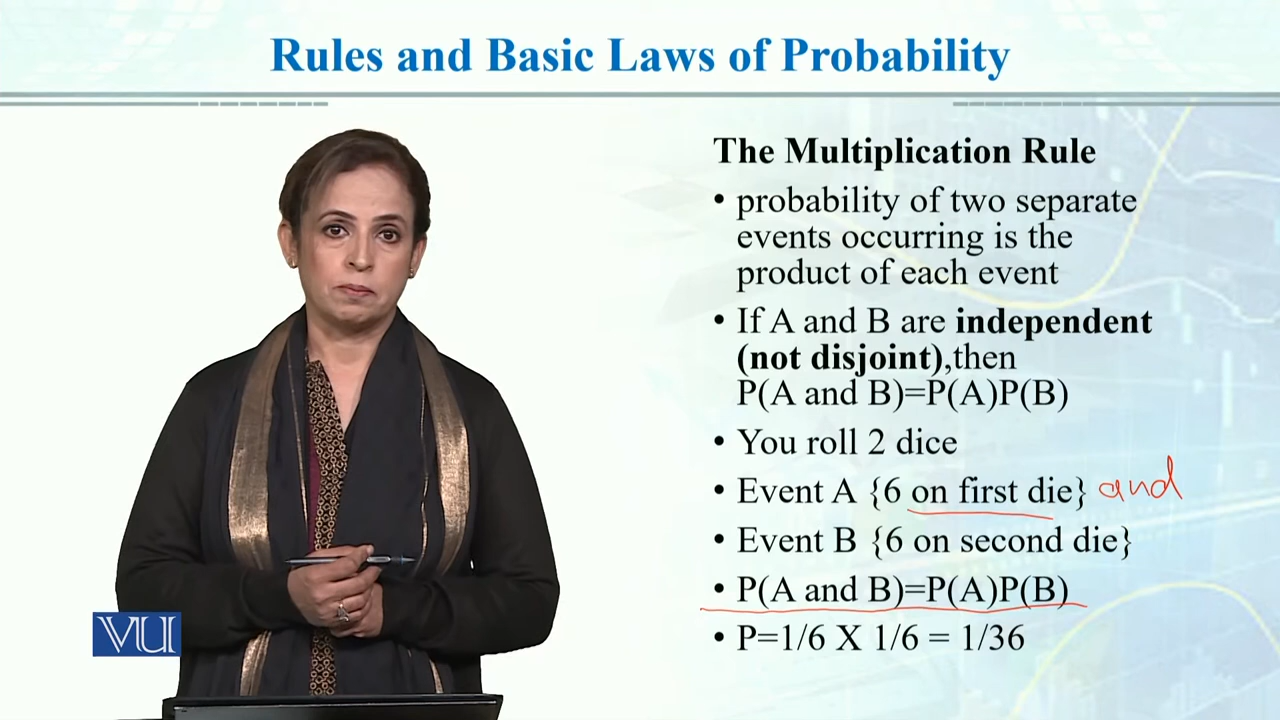 Rules and Basic Laws of Probability
The Multiplication Rule
• probability of two separate
events occurring is the
product of each event
• If A and B are independent
(not disjoint),then
P(A and B)=P(A)P(B)
• You roll 2 dice
• Event A {6 on first die} and
• Event B {6 on second die}
• P(A and B)=P(A)P(B)
• P=1/6 X 1/6 = 1/36
VU